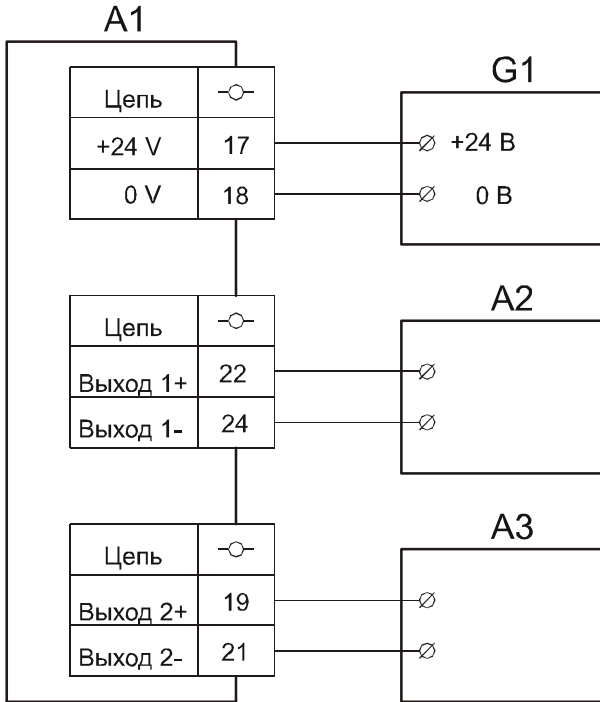 A1
G1
Цепь
+24 V 17 +24 В
0 V 18 0 В
A2
Цепь
Выход 1+ 22
Выход 1- 24
A3
Цепь
Выход 2+ 19
Выход 2- 21